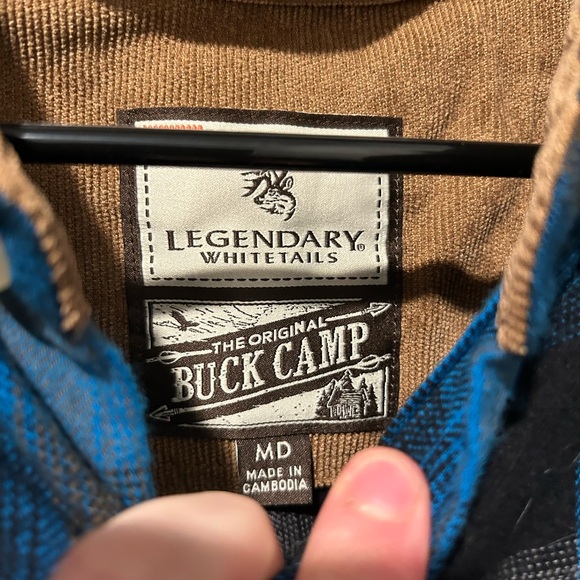 LEGENDARY®
WHITETAILS
THE ORIGINAL
BUCK CAMP
MD
MADE IN
CAMBODIA